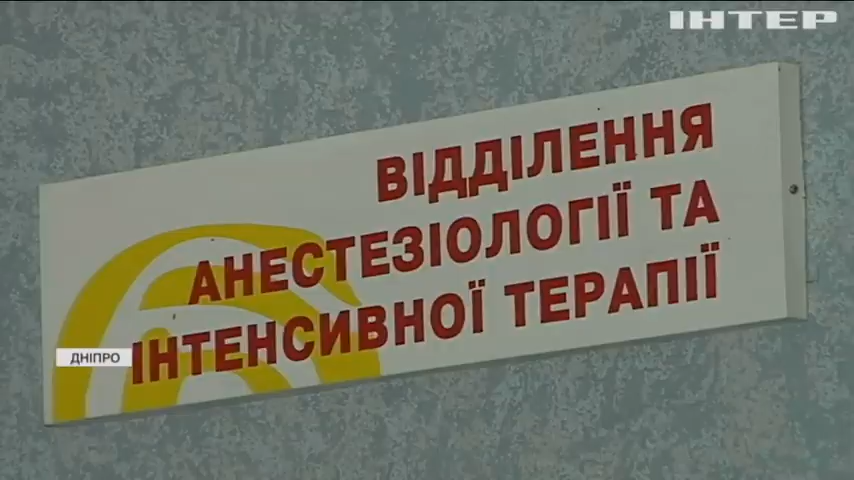 ІНТЕР
ВІДДІЛЕННЯ
АНЕСТЕЗІОЛОГІЇ ТА
ІНТЕНСИВНОЇ ТЕРАПІЇ
ДНІПРО